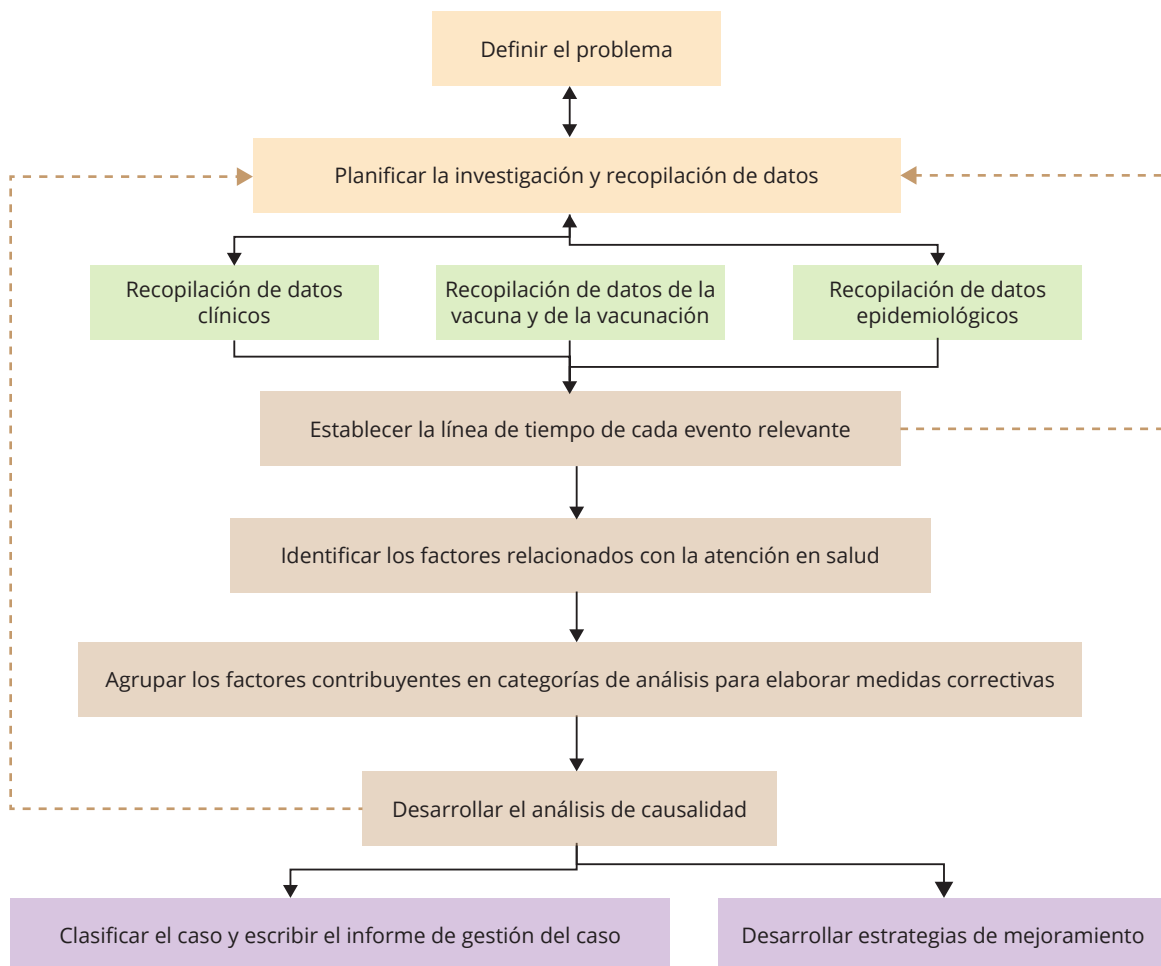 Definir el problema
Planificar la investigación y recopilación de datos
Recopilación de datos
clínicos
Recopilación de datos de la
vacuna y de la vacunación
Recopilación de datos
epidemiológicos
Establecer la línea de tiempo de cada evento relevante
Identificar los factores relacionados con la atención en salud
Agrupar los factores contribuyentes en categorías de análisis para elaborar medidas correctivas
Desarrollar el análisis de causalidad
Clasificar el caso y escribir el informe de gestión del caso
Desarrollar estrategias de mejoramiento